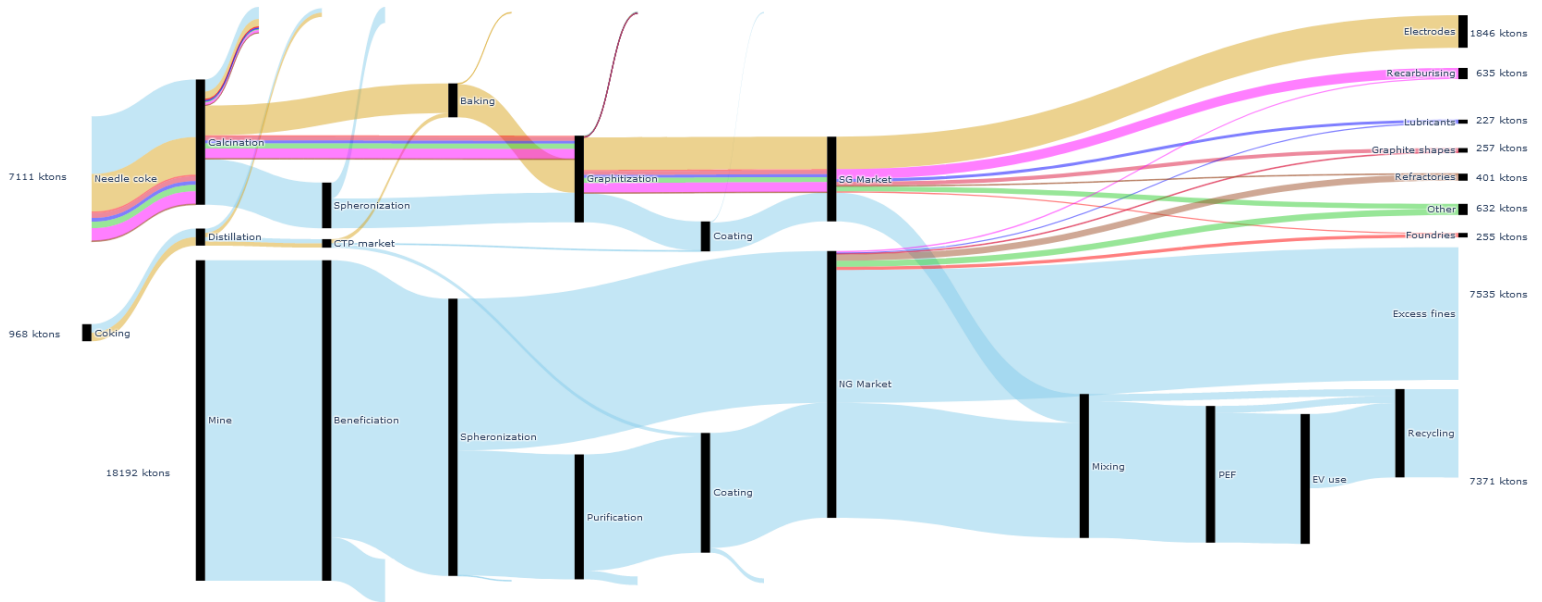 Electrodes
1846 ktons
Recarburising
635 ktons
Baking
Lubricants
227 ktons
Calcination
Graphite shapes
257 ktons
7111 ktons
Needle coke
Graphitization
SG Market
Refractories
401 ktons
Spheronization
Other
632 ktons
Distillation
CTP market
Coating
Foundries
255 ktons
7535 ktons
Excess fines
968 ktons
Coking
NG Market
Mine
Beneficiation
Spheronization
Recycling
Mixing
PEF
EV use
18192 ktons
Coating
7371 ktons
Purification